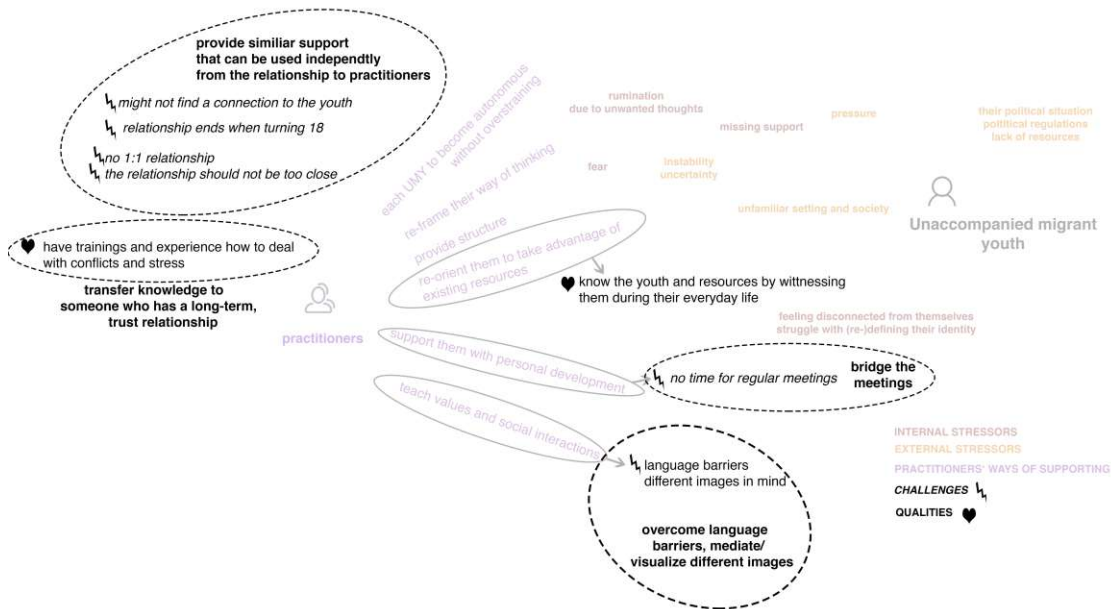 provide similiar support
that can be used independtly
from the relationship to practitioners
might not find a connection to the youth
relationship ends when turning 18
no 1:1 relationship
the relationship should not be too close
have trainings and experience how to deal
with conflicts and stress
transfer knowledge to
someone who has a long-term,
trust relationship
practitioners
each UMY to become autonomous
without overstraining
re-frame their way of thinking
provide structure
re-orient them to take advantage of
existing resources
support them with personal development
teach values and social interactions
rumination
due to unwanted thoughts
missing support
pressure
their political situation
poltitical regulations
lack of resources
fear
instability
uncertainty
unfamiliar setting and society
Unaccompanied migrant
youth
know the youth and resources by wittnessing
them during their everyday life
feeling disconnected from themselves
struggle with (re-)defining their identity
no time for regular meetings
bridge the
meetings
language barriers
different images in mind
overcome language
barriers, mediate/
visualize different images
INTERNAL STRESSORS
EXTERNAL STRESSORS
PRACTITIONERS' WAYS OF SUPPORTING
CHALLENGES
QUALITIES